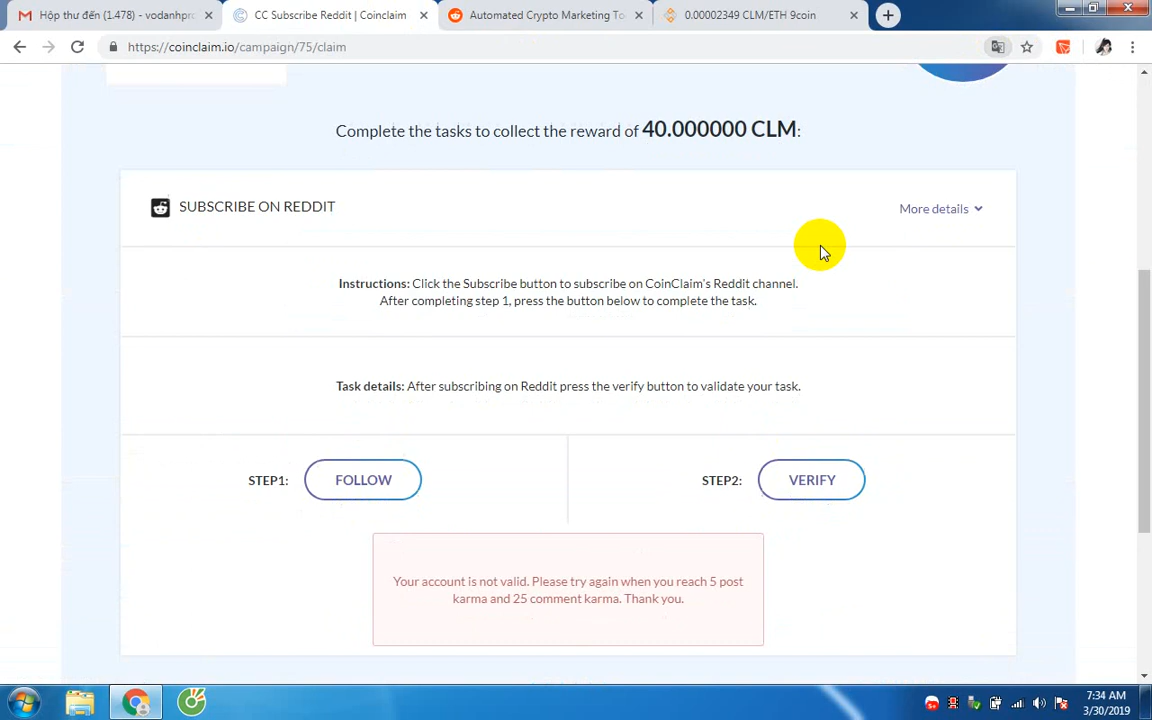 Hộp thư đến (1.478) - vodanhpro
CC Subscribe Reddit | Coinclaim
Automated Crypto Marketing To
0.00002349 CLM/ETH 9coin
https://coinclaim.io/campaign/75/claim
Complete the tasks to collect the reward of 40.000000 CLM:
SUBSCRIBE ON REDDIT
More details
Instructions: Click the Subscribe button to subscribe on CoinClaim's Reddit channel.
After completing step 1, press the button below to complete the task.
Task details: After subscribing on Reddit press the verify button to validate your task.
STEP1: FOLLOW
STEP2: VERIFY
Your account is not valid. Please try again when you reach 5 post
karma and 25 comment karma. Thank you.
7:34 AM
3/30/2019